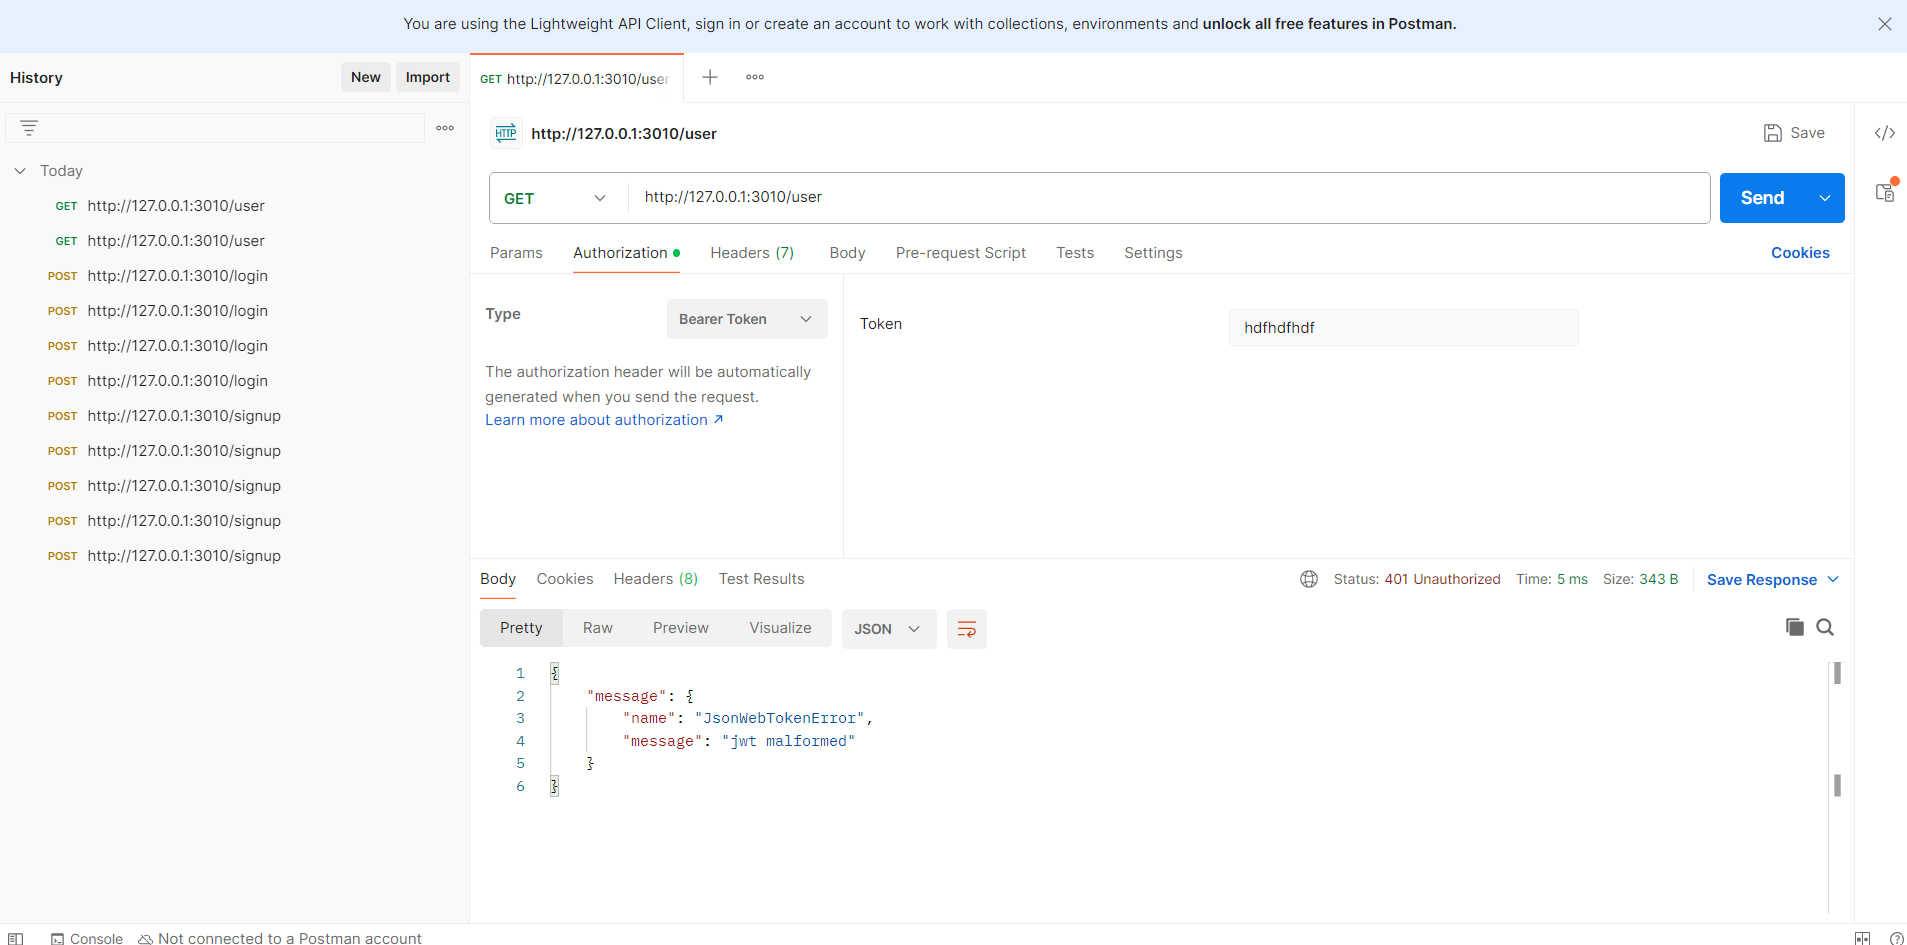 You are using the Lightweight API Client, sign in or create an account to work with collections, environments and unlock all free features in Postman.
History
New
Import
GET http://127.0.0.1:3010/user
Today
GET http://127.0.0.1:3010/user
GET http://127.0.0.1:3010/user
POST http://127.0.0.1:3010/login
POST http://127.0.0.1:3010/login
POST http://127.0.0.1:3010/login
POST http://127.0.0.1:3010/login
POST http://127.0.0.1:3010/signup
POST http://127.0.0.1:3010/signup
POST http://127.0.0.1:3010/signup
POST http://127.0.0.1:3010/signup
POST http://127.0.0.1:3010/signup
HTTP http://127.0.0.1:3010/user
Save
GET http://127.0.0.1:3010/user
Send
Params Authorization Headers (7) Body Pre-request Script Tests Settings
Cookies
Type
Bearer Token
The authorization header will be automatically
generated when you send the request.
Learn more about authorization ↗
Token
hdfhdfhdf
Body Cookies Headers (8) Test Results
Status: 401 Unauthorized Time: 5 ms Size: 343 B Save Response
Pretty Raw Preview Visualize JSON
1 {
2 "message": {
3 "name": "JsonWebTokenError",
4 "message": "jwt malformed"
5 }
6 }
Console Not connected to a Postman account